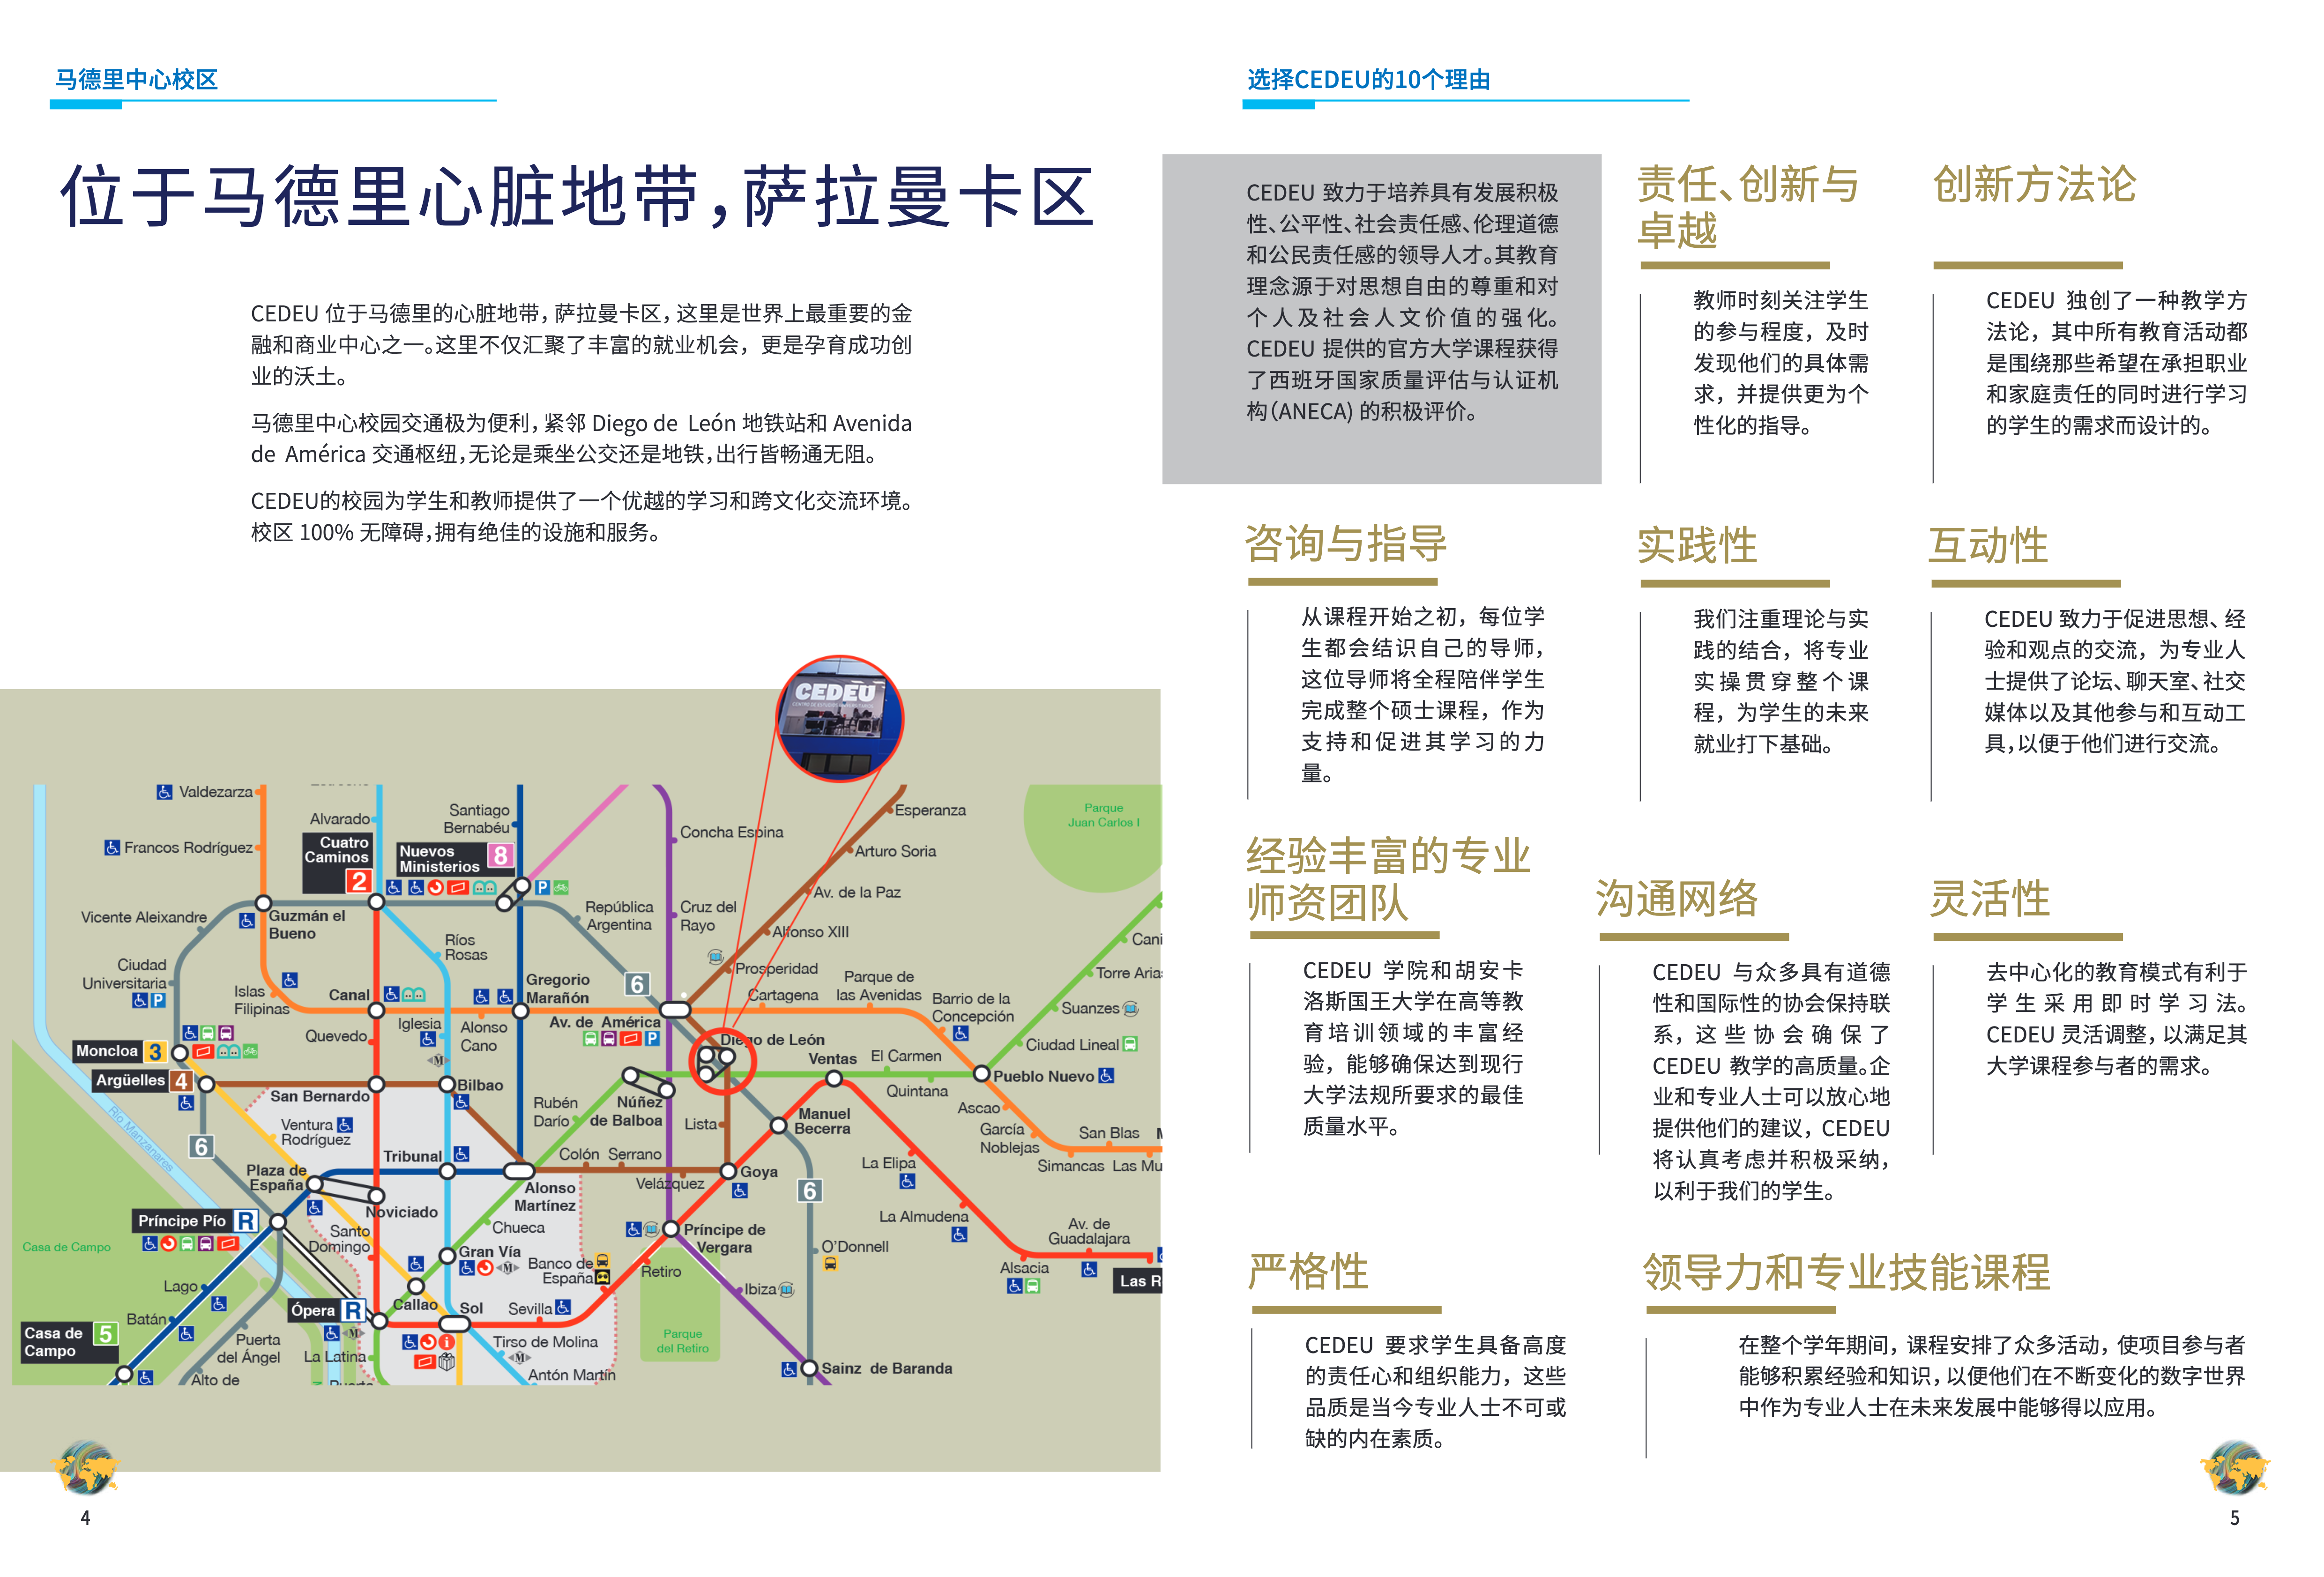 马德里中心校区
位于马德里心脏地带，萨拉曼卡区
CEDEU 位于马德里的心脏地带，萨拉曼卡区，这里是世界上最重要的金
融和商业中心之一。这里不仅汇聚了丰富的就业机会，更是孕育成功创
业的沃土。
马德里中心校园交通极为便利，紧邻 Diego de León 地铁站和 Avenida
de América 交通枢纽，无论是乘坐公交还是地铁，出行皆畅通无阻。
CEDEU的校园为学生和教师提供了一个优越的学习和跨文化交流环境。
校区 100% 无障碍，拥有绝佳的设施和服务。
CEDEU
Valdezarza
Francos Rodríguez
Alvarado
Cuatro
Caminos
2
Santiago
Bernabéu
Nuevos
Ministerios
8
Concha Espina
Esperanza
Arturo Soria
Av. de la Paz
Parque
Juan Carlos I
Vicente Aleixandre
Guzmán el
Bueno
República
Argentina
Cruz del
Rayo
Alfonso XIII
Prosperidad
Ríos
Rosas
Ciudad
Universitaria
Islas
Filipinas
Canal
Gregorio
Marañón
6
Cartagena
Parque de
las Avenidas
Barrio de la
Concepción
Cani
Torre Aria
Suanzes
Quevedo
Iglesia
Alonso
Cano
Av. de América
Diego de León
Ciudad Lineal
Moncloa 3
Argüelles 4
San Bernardo
Bilbao
Ventas
El Carmen
Quintana
Pueblo Nuevo
Rubén
Darío
Núñez
de Balboa
Lista
Manuel
Becerra
Ascao
García
Noblejas
San Blas
Simancas
Las Mu
Río Manzanares
6
Ventura
Rodríguez
Tribunal
Colón
Serrano
Velázquez
Goya
La Elipa
6
Plaza de
España
Noviciado
Alonso
Martínez
Chueca
Príncipe Pío R
Santo
Domingo
Gran Vía
Banco de
España
Príncipe de
Vergara
O'Donnell
La Almudena
Av. de
Guadalajara
Alsacia
Las R
Casa de Campo
Lago
Batán
Casa de
Campo
5
Ópera R
Callao
Sol
Sevilla
Retiro
Ibiza
Puerta
del Ángel
La Latina
Tirso de Molina
Antón Martín
Parque
del Retiro
Sainz de Baranda
Alto de
4
选择CEDEU的10个理由
CEDEU 致力于培养具有发展积极
性、公平性、社会责任感、伦理道德
和公民责任感的领导人才。其教育
理念源于对思想自由的尊重和对
个人及社会人文价值的强化。
CEDEU 提供的官方大学课程获得
了西班牙国家质量评估与认证机
构（ANECA) 的积极评价。
责任、创新与
卓越
教师时刻关注学生
的参与程度，及时
发现他们的具体需
求，并提供更为个
性化的指导。
创新方法论
CEDEU 独创了一种教学方
法论，其中所有教育活动都
是围绕那些希望在承担职业
和家庭责任的同时进行学习
的学生的需求而设计的。
咨询与指导
从课程开始之初，每位学
生都会结识自己的导师，
这位导师将全程陪伴学生
完成整个硕士课程，作为
支持和促进其学习的力
量。
实践性
我们注重理论与实
践的结合，将专业
实操贯穿整个课
程，为学生的未来
就业打下基础。
互动性
CEDEU 致力于促进思想、经
验和观点的交流，为专业人
士提供了论坛、聊天室、社交
媒体以及其他参与和互动工
具，以便于他们进行交流。
经验丰富的专业
师资团队
CEDEU 学院和胡安卡
洛斯国王大学在高等教
育培训领域的丰富经
验，能够确保达到现行
大学法规所要求的最佳
质量水平。
沟通网络
CEDEU 与众多具有道德
性和国际性的协会保持联
系，这些协会确保了
CEDEU 教学的高质量。企
业和专业人士可以放心地
提供他们的建议，CEDEU
将认真考虑并积极采纳，
以利于我们的学生。
灵活性
去中心化的教育模式有利于
学生采用即时学习法。
CEDEU 灵活调整，以满足其
大学课程参与者的需求。
严格性
CEDEU 要求学生具备高度
的责任心和组织能力，这些
品质是当今专业人士不可或
缺的内在素质。
领导力和专业技能课程
在整个学年期间，课程安排了众多活动，使项目参与者
能够积累经验和知识，以便他们在不断变化的数字世界
中作为专业人士在未来发展中能够得以应用。
5